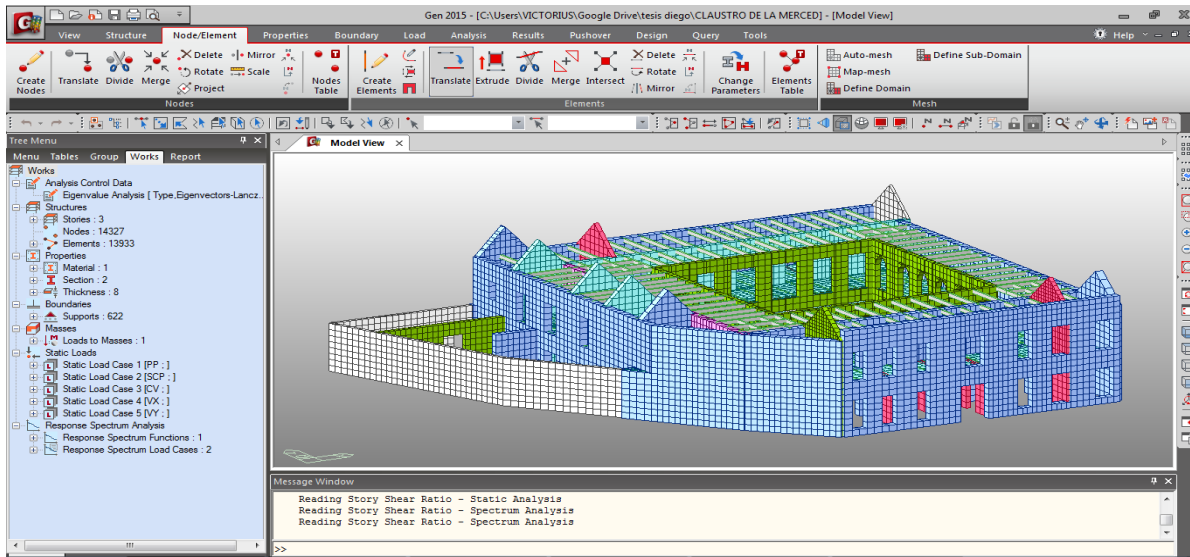 Gen 2015 - [C:\Users\VICTORIUS\Google Drive\tesis diego\CLAUSTRO DE LA MERCED] - [Model View]
View Structure Node/Element Properties Boundary Load Analysis Results Pushover Design Query Tools Help
Create Nodes
Translate
Divide
Merge
Delete
Rotate
Project
Mirror
Scale
Nodes Table
Create Elements
Translate
Extrude
Divide
Merge
Intersect
Delete
Rotate
Mirror
Change Parameters
Elements Table
Auto-mesh
Map-mesh
Define Domain
Define Sub-Domain
Nodes
Elements
Mesh
Tree Menu
Menu Tables Group Works Report
Model View
Works
Analysis Control Data
Eigenvalue Analysis [ Type,Eigenvectors-Lancz...
Structures
Stories : 3
Nodes : 14327
Elements : 13933
Properties
Material : 1
Section : 2
Thickness : 8
Boundaries
Supports : 622
Masses
Loads to Masses : 1
Static Loads
Static Load Case 1 [PP ; ]
Static Load Case 2 [SCP ; ]
Static Load Case 3 [CV ; ]
Static Load Case 4 [VX ; ]
Static Load Case 5 [VY ; ]
Response Spectrum Analysis
Response Spectrum Functions : 1
Response Spectrum Load Cases : 2
Message Window
Reading Story Shear Ratio - Static Analysis
Reading Story Shear Ratio - Spectrum Analysis
Reading Story Shear Ratio - Spectrum Analysis
>>